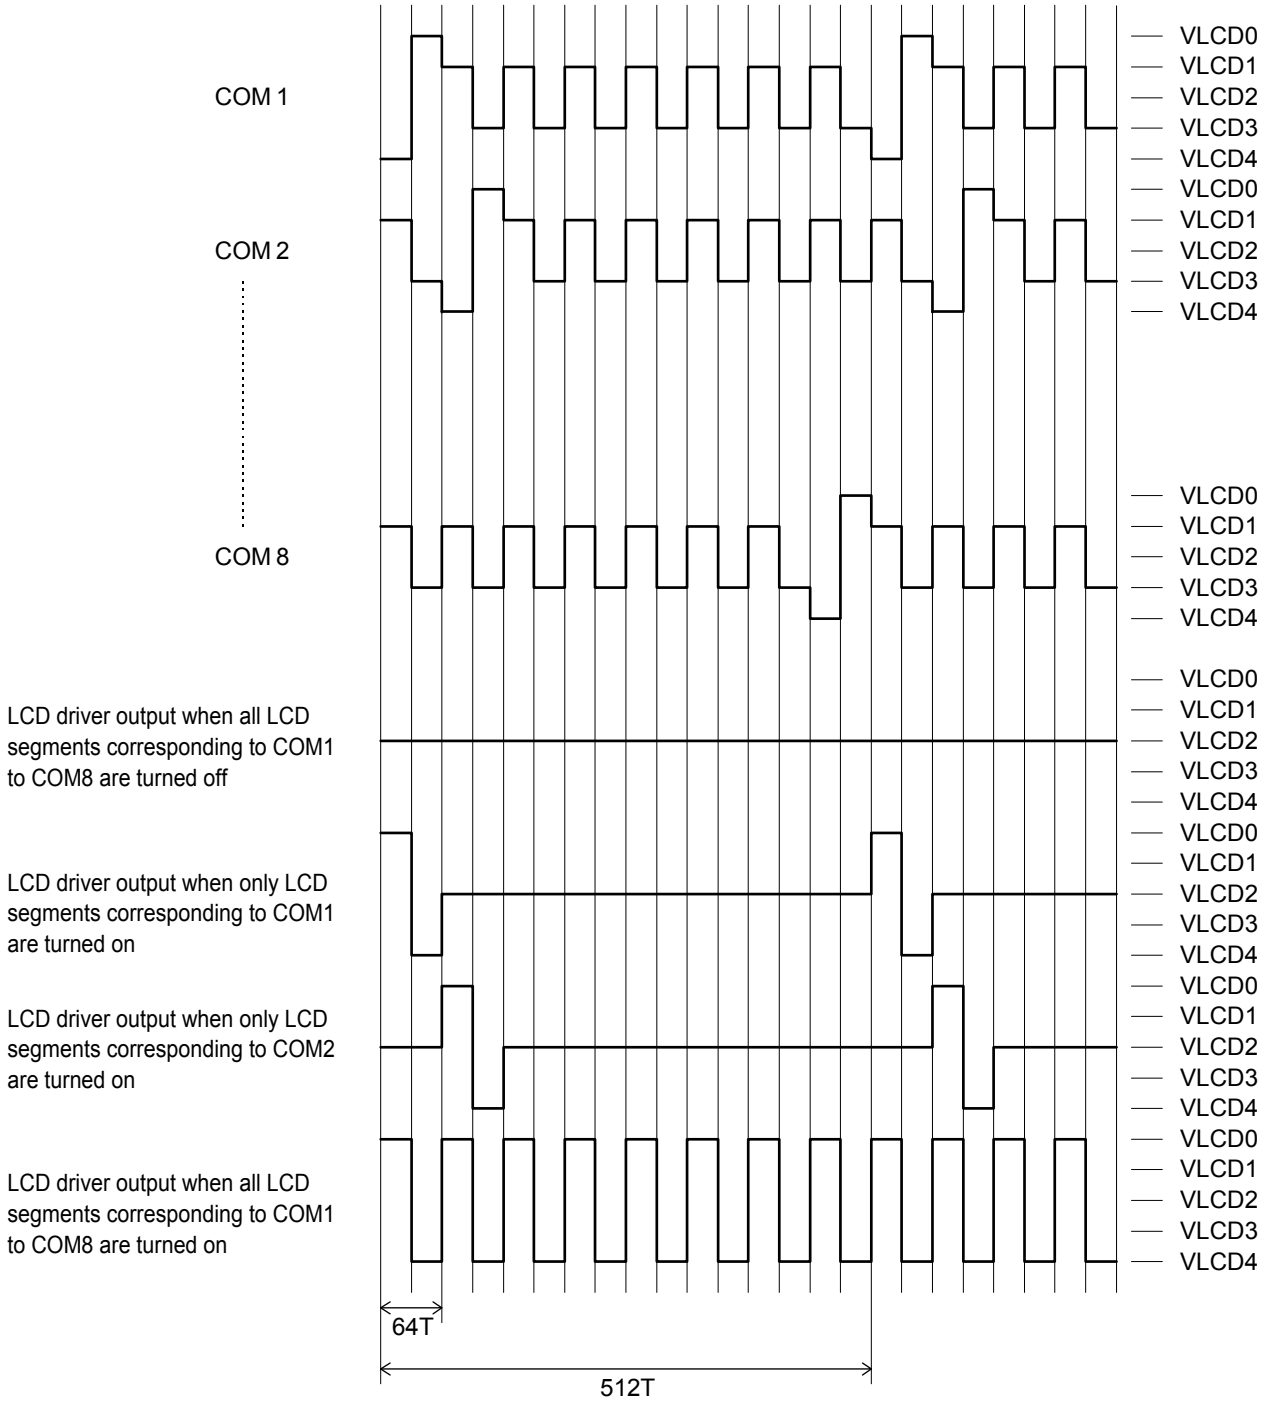 VLCD0
VLCD1
COM 1
VLCD2
VLCD3
VLCD4
VLCD0
VLCD1
COM 2
VLCD2
VLCD3
VLCD4
VLCD0
VLCD1
COM 8
VLCD2
VLCD3
VLCD4
LCD driver output when all LCD
segments corresponding to COM1
to COM8 are turned off
VLCD0
VLCD1
VLCD2
VLCD3
VLCD4
LCD driver output when only LCD
segments corresponding to COM1
are turned on
VLCD0
VLCD1
VLCD2
VLCD3
VLCD4
LCD driver output when only LCD
segments corresponding to COM2
are turned on
VLCD0
VLCD1
VLCD2
VLCD3
VLCD4
LCD driver output when all LCD
segments corresponding to COM1
to COM8 are turned on
VLCD0
VLCD1
VLCD2
VLCD3
VLCD4
64T
512T